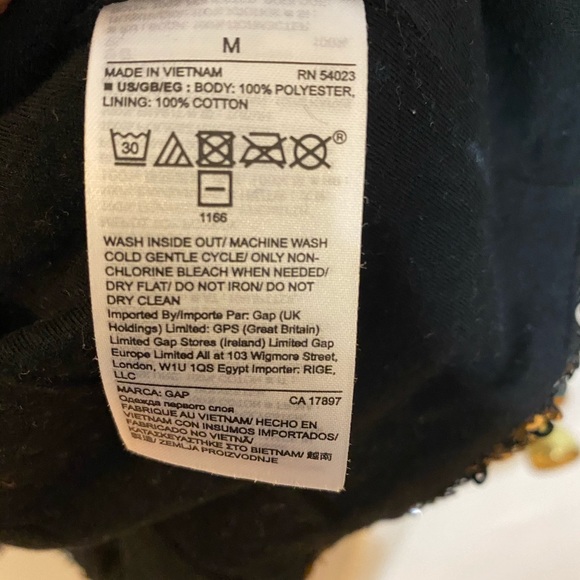 M
MADE IN VIETNAM RN 54023
■ US/GB/EG : BODY: 100% POLYESTER,
LINING: 100% COTTON
30
®
1166
WASH INSIDE OUT/ MACHINE WASH
COLD GENTLE CYCLE/ ONLY NON-
CHLORINE BLEACH WHEN NEEDED/
DRY FLAT/ DO NOT IRON/ DO NOT
DRY CLEAN
Imported By/Importe Par: Gap (UK
Holdings) Limited: GPS (Great Britain)
Limited Gap Stores (Ireland) Limited Gap
Europe Limited All at 103 Wigmore Street,
London, W1U 1QS Egypt Importer: RIGE,
LLC
MARCA: GAP CA 17897
Одежда первого слоя
FABRIQUE AU VIETNAM/ HECHO EN
VIETNAM CON INSUMOS IMPORTADOS/
FABRICADO NO VIETNÃ/
ΚΑΤΑΣΚΕΥΑΣΤΗΚΕ ΣΤΟ ΒΙΕΤΝΑΜ/ 越南
製造/ ZEMLJA PROIZVODNJE